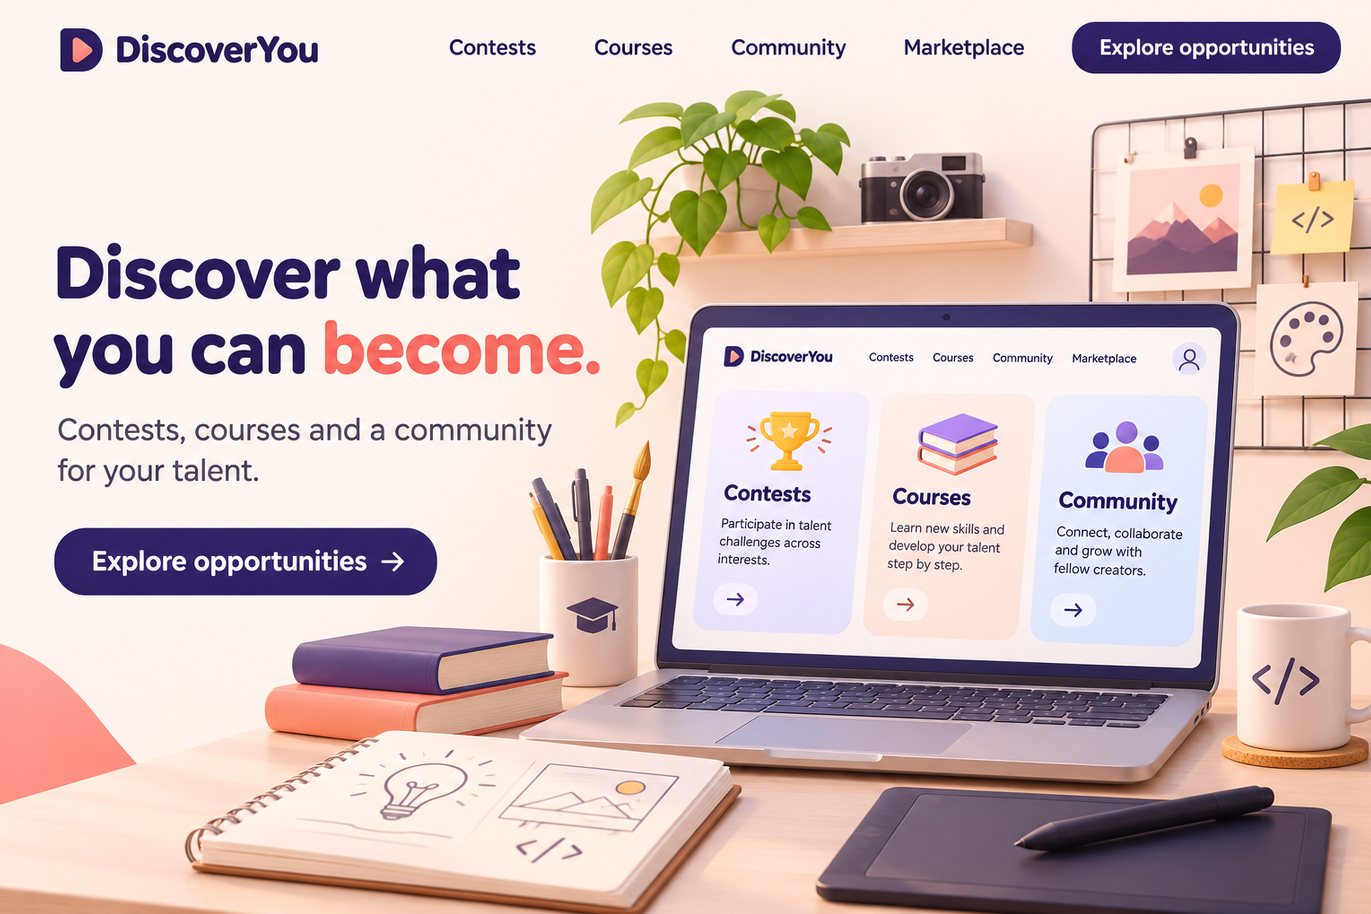 DiscoverYou
Contests
Courses
Community
Marketplace
Explore opportunities
Discover what
you can become.
Contests, courses and a community
for your talent.
Explore opportunities →
</>
DiscoverYou
Contests
Courses
Community
Marketplace
Contests
Participate in talent
challenges across
interests.
→
Courses
Learn new skills and
develop your talent
step by step.
→
Community
Connect, collaborate
and grow with
fellow creators.
→
</>
</>